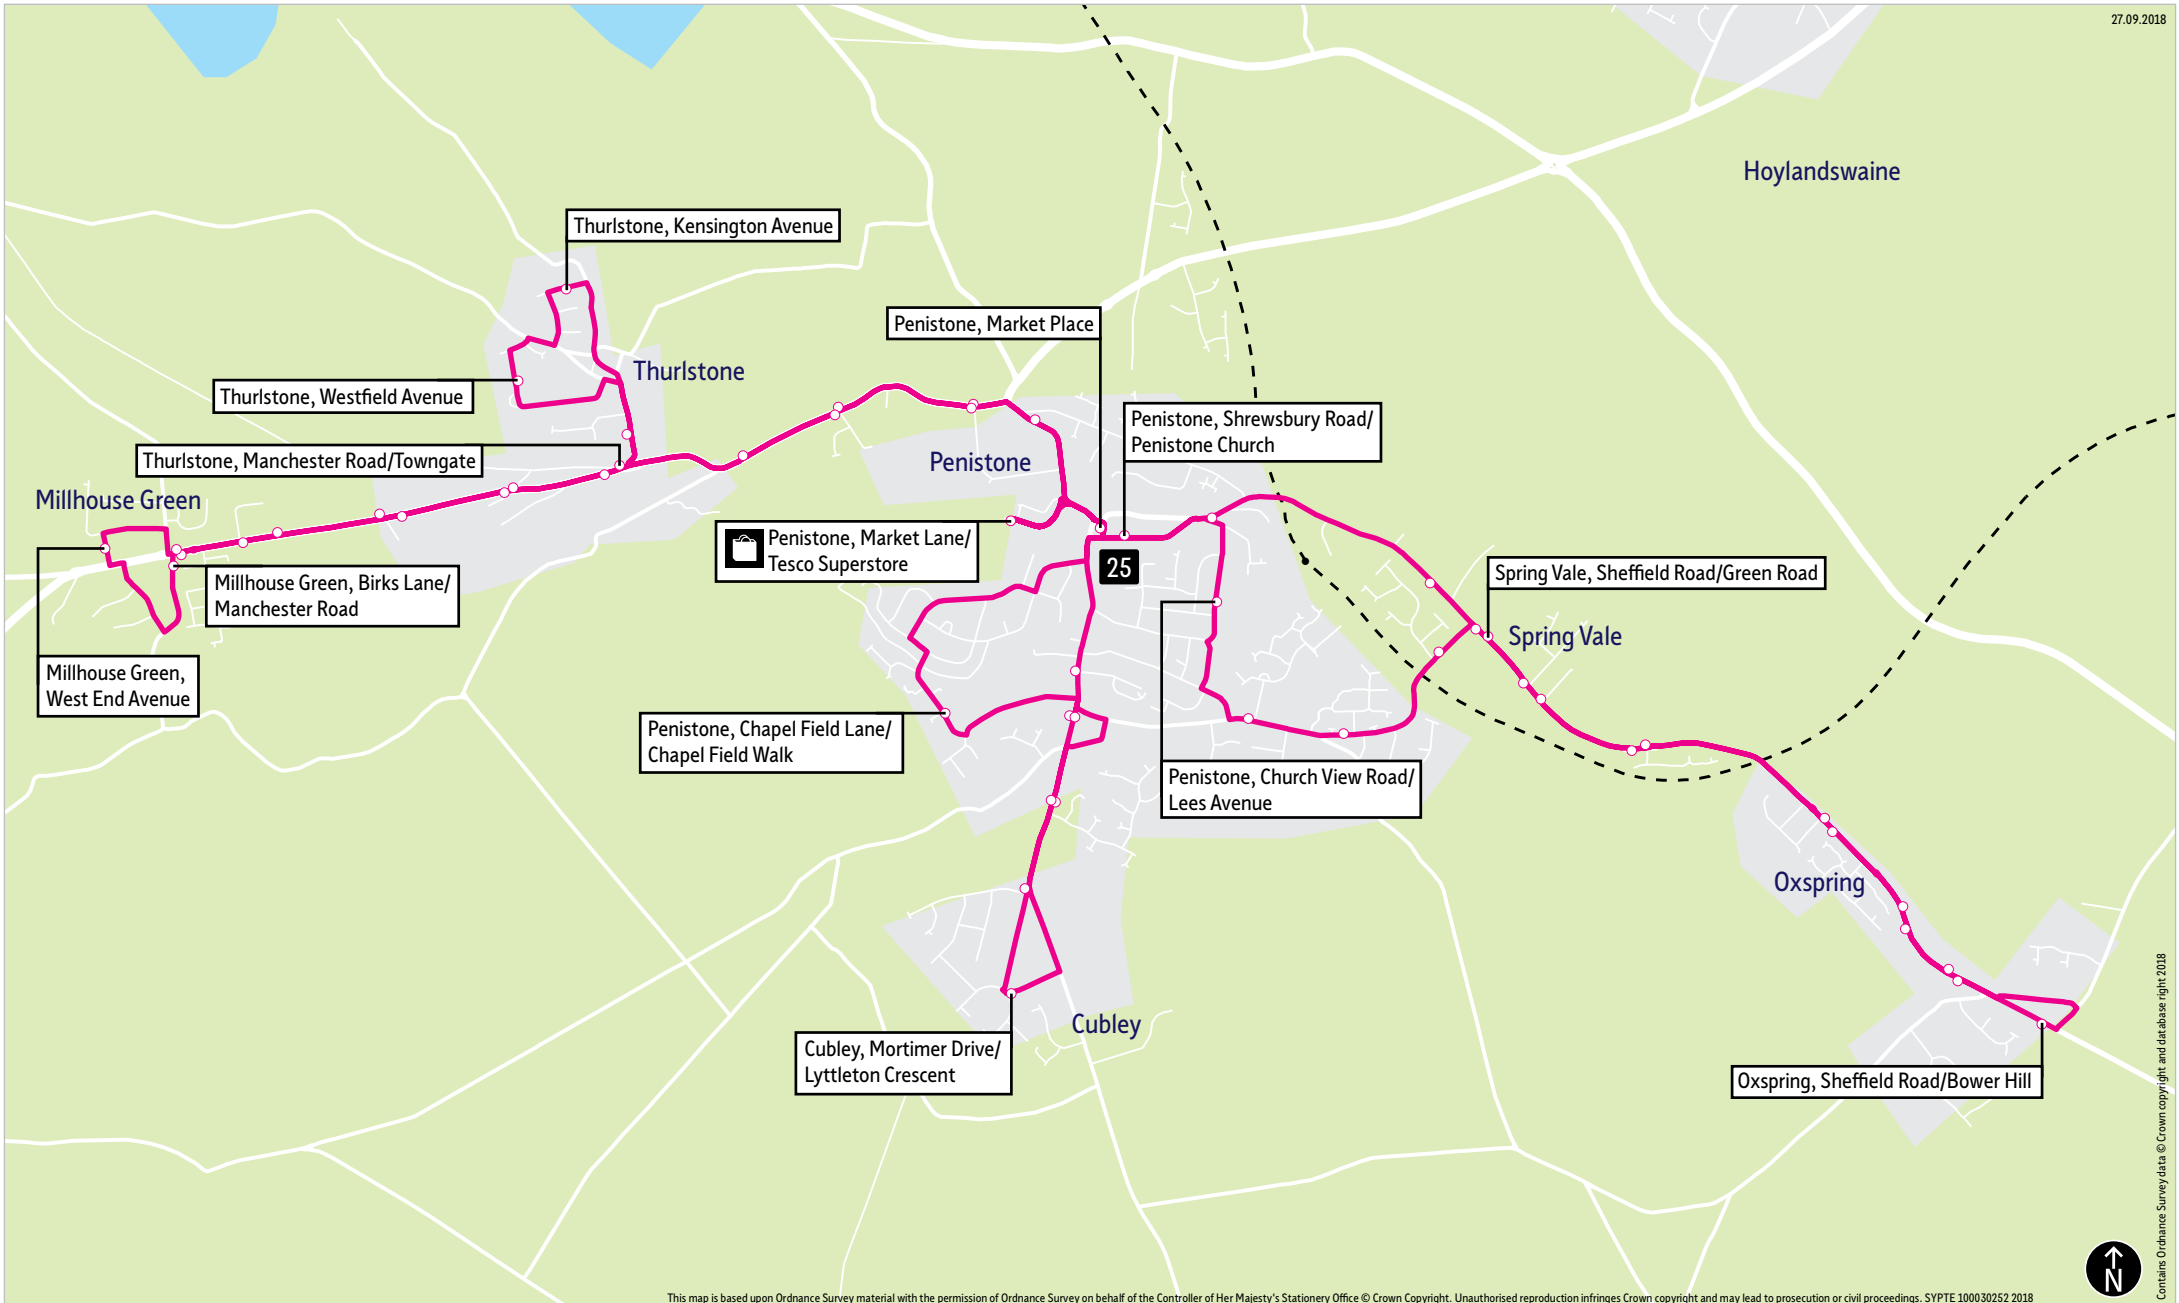 27.09.2018
Hoylandswaine
Thurlstone, Kensington Avenue
Penistone, Market Place
Thurlstone
Thurlstone, Westfield Avenue
Penistone, Shrewsbury Road/
Penistone Church
Thurlstone, Manchester Road/Towngate
Penistone
Millhouse Green
Penistone, Market Lane/
Tesco Superstore
25
Spring Vale, Sheffield Road/Green Road
Millhouse Green, Birks Lane/
Manchester Road
Spring Vale
Millhouse Green,
West End Avenue
Penistone, Chapel Field Lane/
Chapel Field Walk
Penistone, Church View Road/
Lees Avenue
Oxspring
Cubley
Cubley, Mortimer Drive/
Lyttleton Crescent
Oxspring, Sheffield Road/Bower Hill
N
Contains Ordnance Survey data © Crown copyright and database right 2018
This map is based upon Ordnance Survey material with the permission of Ordnance Survey on behalf of the Controller of Her Majesty's Stationery Office © Crown Copyright. Unauthorised reproduction infringes Crown copyright and may lead to prosecution or civil proceedings. SYPTE 100030252 2018